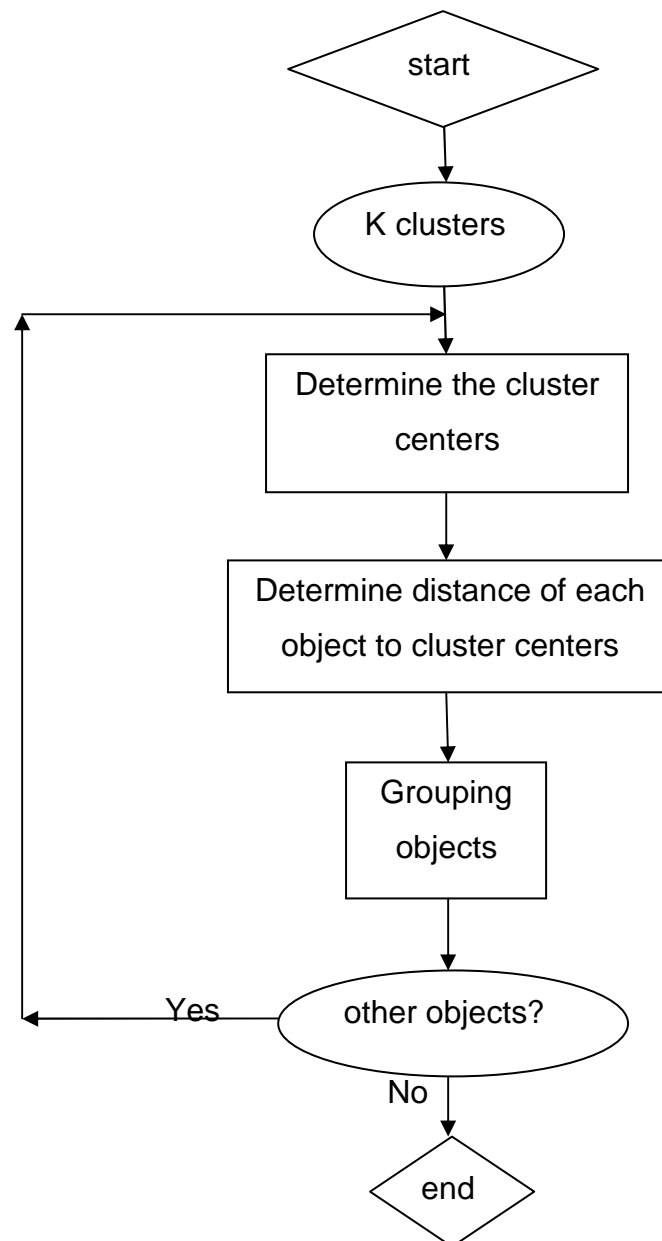 start
K clusters
Determine the cluster
centers
Determine distance of each
object to cluster centers
Grouping
objects
other objects?
Yes
No
end